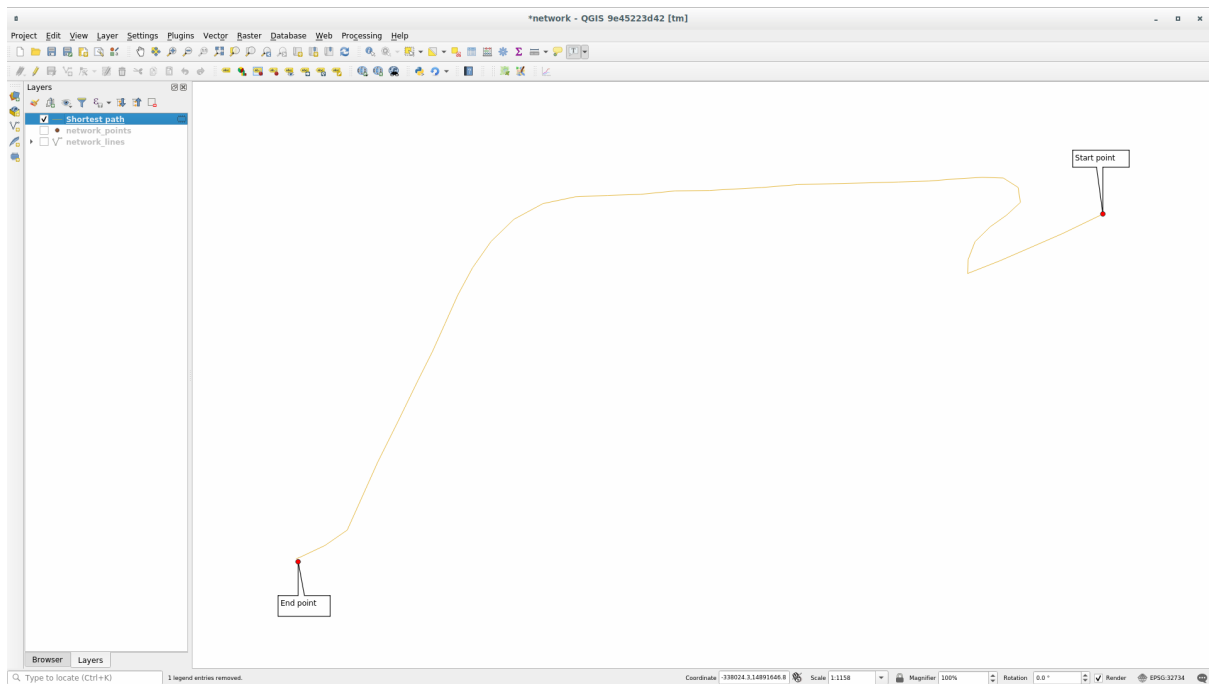 *network - QGIS 9e45223d42 [tm]
Project Edit View Layer Settings Plugins Vector Raster Database Web Processing Help
Layers
Shortest path
network_points
network_lines
Start point
End point
Browser Layers
Type to locate (Ctrl+K) 1 legend entries removed. Coordinate -338024.3,14891646.8 Scale 1:1158 Magnifier 100% Rotation 0.0 ° Render EPSG:32734